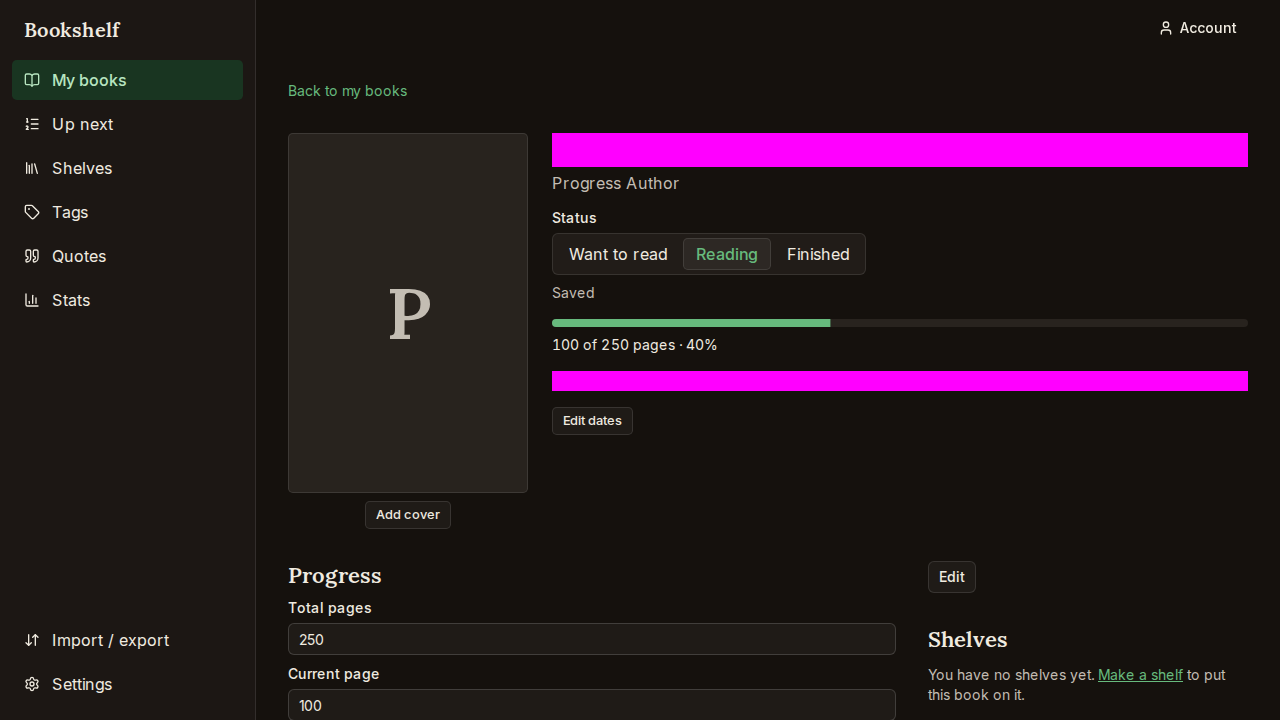 Bookshelf
My books
Up next
Shelves
Tags
Quotes
Stats
Import / export
Settings
Account
Back to my books
P
Add cover
Progress Author
Status
Want to read
Reading
Finished
Saved
100 of 250 pages · 40%
Edit dates
Progress
Total pages
250
Current page
100
Edit
Shelves
You have no shelves yet. Make a shelf to put
this book on it.